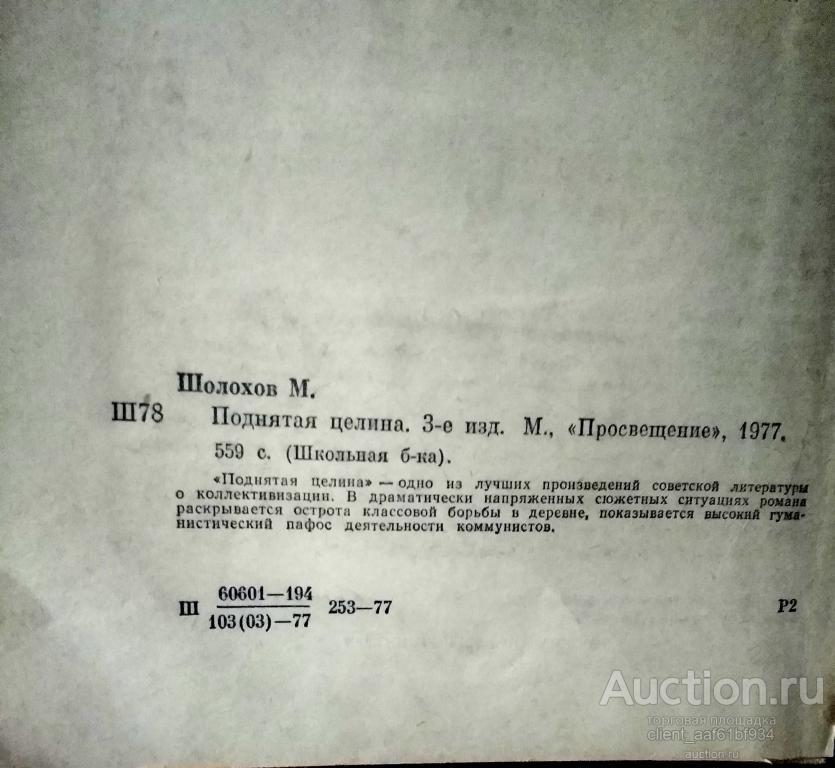 Шолохов М.
Ш78 Поднятая целина. 3-е изд. М., «Просвещение», 1977.
559 с. (Школьная б-ка).
«Поднятая целина» — одно из лучших произведений советской литературы
о коллективизации. В драматически напряженных сюжетных ситуациях романа
раскрывается острота классовой борьбы в деревне, показывается высокий гума-
нистический пафос деятельности коммунистов.
60601—194
Ш 253—77 Р2
103(03)—77
Auction.ru
торговая площадка
client_aaf61bf934
auction.ru